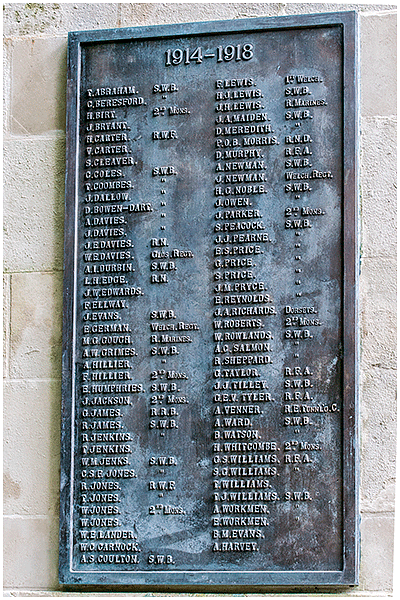 1914-1918
T. ABRAHAM. S.W.B.
C. BERESFORD. "
H. BIRT. 2ND MONS.
J. BRYANT. "
H. CARTER. R.W.F.
V. CARTER. "
S. CLEAVER. "
C. COLES. S.W.B.
T. COOMBES. "
J. DALLOW. "
D. BOWEN-DART. "
A. DAVIES. "
J. DAVIES. "
J.E. DAVIES. R.N.
W.E. DAVIES. GLOS. REGT.
A.I. DURBIN. S.W.B.
L.H. EDGE. R.N.
J.W. EDWARDS.
F. ELLWAY.
J. EVANS. S.W.B.
E. GERMAN. WELCH. REGT.
M.G. GOUGH. R. MARINES.
A.W. GRIMES. S.W.B.
A. HILLIER. "
F. HILLIER. 2ND MONS.
E. HUMPHRIES. S.W.B.
J. JACKSON. 2ND MONS.
G. JAMES. R.R.B.
R. JAMES. S.W.B.
R. JENKINS. "
T. JENKINS. "
W.M. JENKS. S.W.B.
C.S.F. JONES. "
R. JONES. R.W.F.
T. JONES. "
W. JONES. 2ND MONS.
W. JONES. "
W.E. LANDER. "
W.C. CARNOCK. "
A.S. COULTON. S.W.B.
F. LEWIS. 1ST WELCH.
H.J. LEWIS. S.W.B.
J.H. LEWIS. R. MARINES.
J.A. MAIDEN. S.W.B.
D. MEREDITH. "
P.O.B. MORRIS. R.N.D.
D. MURPHY. R.F.A.
A. NEWMAN. S.W.B.
J. NEWMAN. WELCH. REGT.
H.G. NOBLE. S.W.B.
J. OWEN. "
J. PARKER. 2ND MONS.
S. PEACOCK. S.W.B.
J.J. PEARNE. "
E.S. PRICE. "
G. PRICE. "
S. PRICE. "
J.M. PRYCE. "
E. REYNOLDS. "
J.A. RICHARDS. DORSETS.
W. ROBERTS. 2ND MONS.
W. ROWLANDS. S.W.B.
A.G. SALMON. "
R. SHEPPARD. "
G. TAYLOR. R.F.A.
J.J. TILLEY. S.W.B.
G.E.V. TYLER. R.F.A.
A. VENNER. R.E. TUNNLG. C.
A. WARD. S.W.B.
B. WATSON. "
H. WHITCOMBE. 2ND MONS.
G.S. WILLIAMS. R.F.A.
S.G. WILLIAMS. "
T. WILLIAMS. "
T.J. WILLIAMS. S.W.B.
A. WORKMEN. "
E. WORKMEN. "
B.M. EVANS. "
A. HARVEY. "